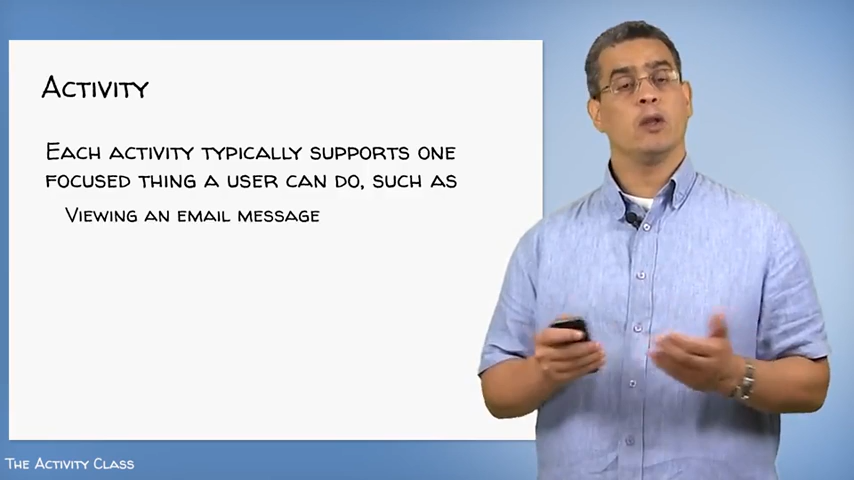 Activity
Each activity typically supports one
focused thing a user can do, such as
Viewing an email message
The Activity Class